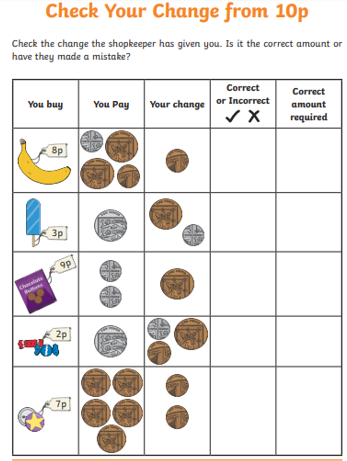 Check Your Change from 10p
Check the change the shopkeeper has given you. Is it the correct amount or
have they made a mistake?
You buy
You Pay
Your change
Correct
or Incorrect
✓ X
Correct
amount
required
8p
3p
9p
Chocolate
Buttons
2p
7p